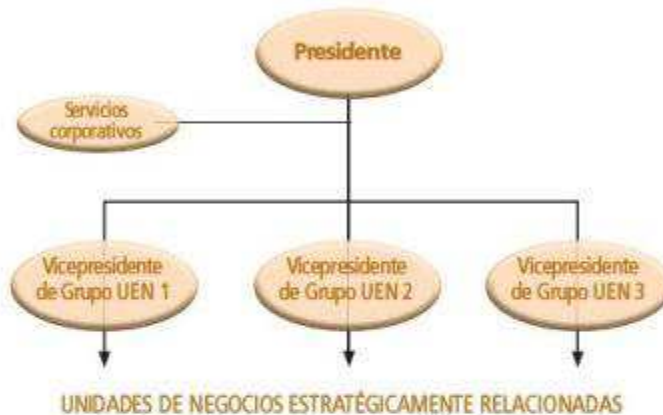 Presidente
Servicios
corporativos
Vicepresidente
de Grupo UEN 1
Vicepresidente
de Grupo UEN 2
Vicepresidente
de Grupo UEN 3
UNIDADES DE NEGOCIOS ESTRATÉGICAMENTE RELACIONADAS